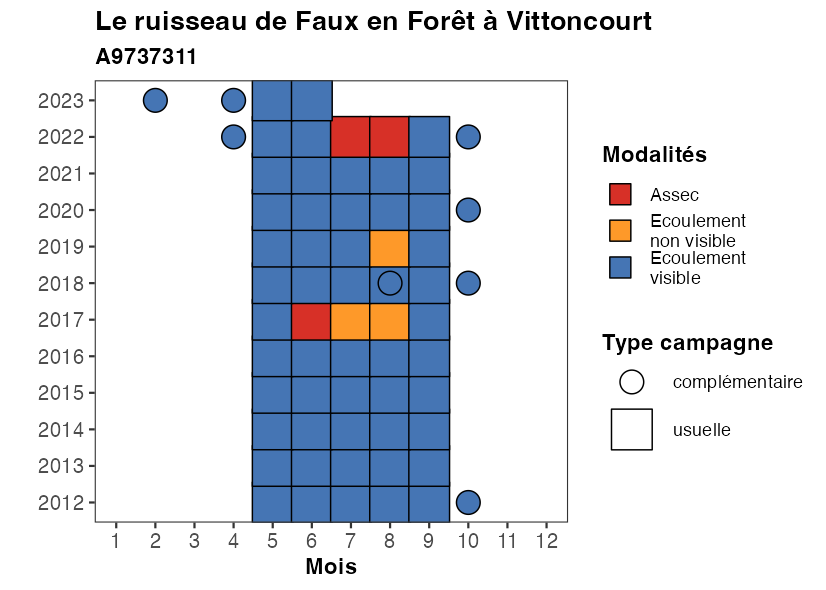 Le ruisseau de Faux en Forêt à Vittoncourt
A9737311
2023
2022
2021
2020
2019
2018
2017
2016
2015
2014
2013
2012
1 2 3 4 5 6 7 8 9 10 11 12
Mois
Modalités
Assec
Ecoulement
non visible
Ecoulement
visible
Type campagne
complémentaire
usuelle